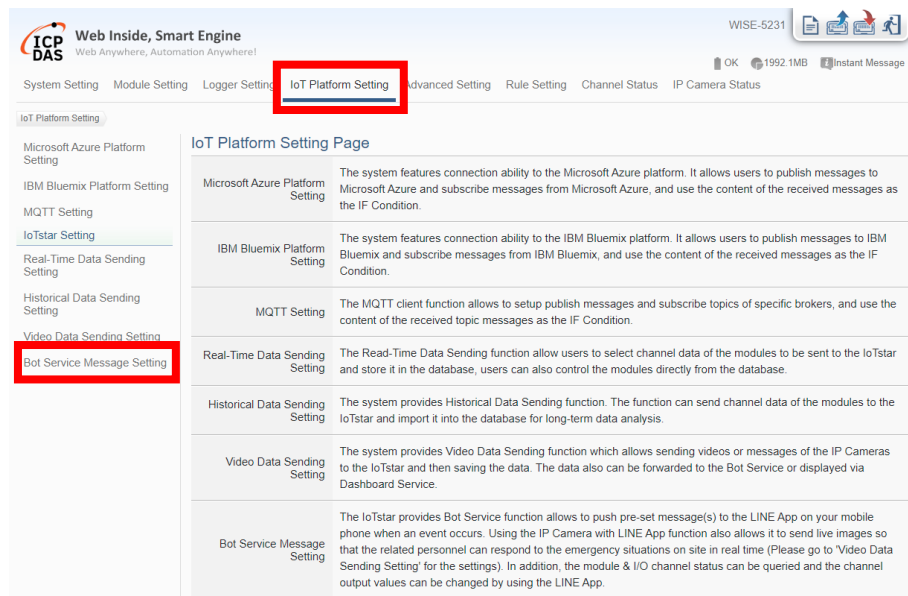 ICP
DAS
Web Inside, Smart Engine
Web Anywhere, Automation Anywhere!
WISE-5231
OK 1992.1MB Instant Message
System Setting Module Setting Logger Setting IoT Platform Setting Advanced Setting Rule Setting Channel Status IP Camera Status
IoT Platform Setting
Microsoft Azure Platform
Setting
IBM Bluemix Platform Setting
MQTT Setting
IoTstar Setting
Real-Time Data Sending
Setting
Historical Data Sending
Setting
Video Data Sending Setting
Bot Service Message Setting
IoT Platform Setting Page
Microsoft Azure Platform
Setting
The system features connection ability to the Microsoft Azure platform. It allows users to publish messages to
Microsoft Azure and subscribe messages from Microsoft Azure, and use the content of the received messages as
the IF Condition.
IBM Bluemix Platform
Setting
The system features connection ability to the IBM Bluemix platform. It allows users to publish messages to IBM
Bluemix and subscribe messages from IBM Bluemix, and use the content of the received messages as the IF
Condition.
MQTT Setting
The MQTT client function allows to setup publish messages and subscribe topics of specific brokers, and use the
content of the received topic messages as the IF Condition.
Real-Time Data Sending
Setting
The Read-Time Data Sending function allow users to select channel data of the modules to be sent to the IoTstar
and store it in the database, users can also control the modules directly from the database.
Historical Data Sending
Setting
The system provides Historical Data Sending function. The function can send channel data of the modules to the
IoTstar and import it into the database for long-term data analysis.
Video Data Sending
Setting
The system provides Video Data Sending function which allows sending videos or messages of the IP Cameras
to the IoTstar and then saving the data. The data also can be forwarded to the Bot Service or displayed via
Dashboard Service.
Bot Service Message
Setting
The IoTstar provides Bot Service function allows to push pre-set message(s) to the LINE App on your mobile
phone when an event occurs. Using the IP Camera with LINE App function also allows it to send live images so
that the related personnel can respond to the emergency situations on site in real time (Please go to 'Video Data
Sending Setting' for the settings). In addition, the module & I/O channel status can be queried and the channel
output values can be changed by using the LINE App.